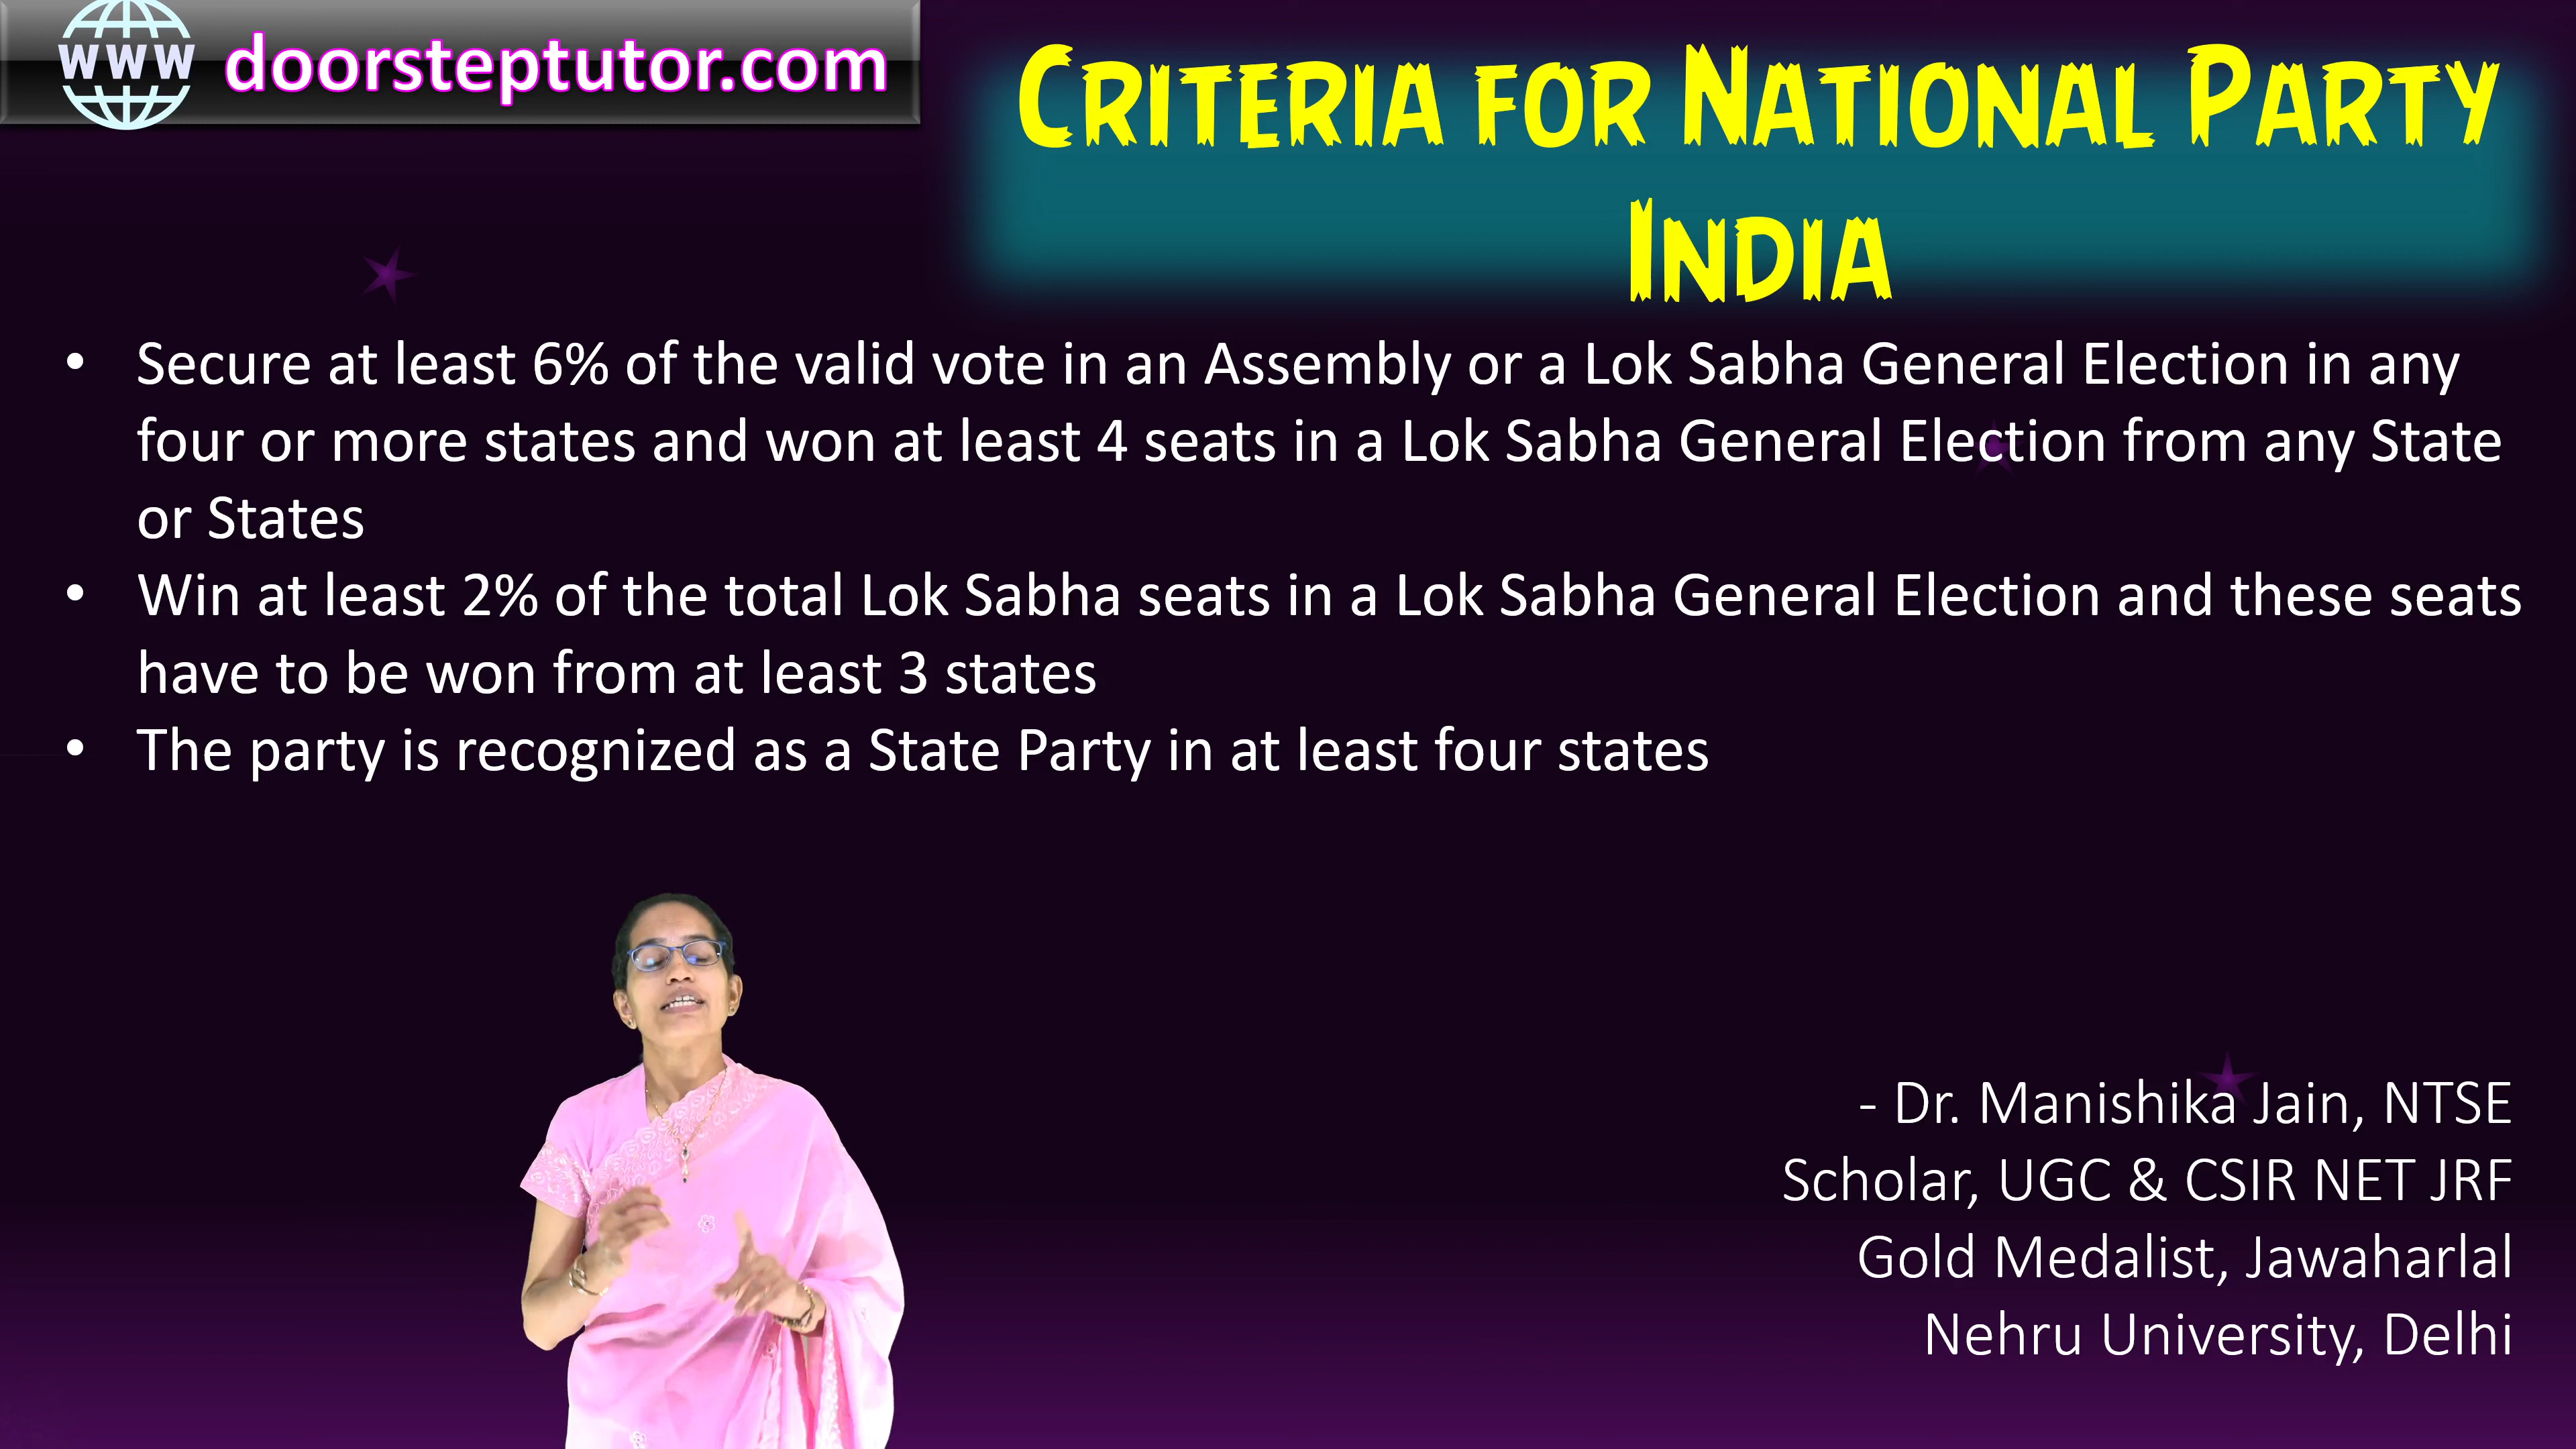 WWW doorsteptutor.com
Criteria for National Party
India
• Secure at least 6% of the valid vote in an Assembly or a Lok Sabha General Election in any
four or more states and won at least 4 seats in a Lok Sabha General Election from any State
or States
• Win at least 2% of the total Lok Sabha seats in a Lok Sabha General Election and these seats
have to be won from at least 3 states
• The party is recognized as a State Party in at least four states
- Dr. Manishika Jain, NTSE
Scholar, UGC & CSIR NET JRF
Gold Medalist, Jawaharlal
Nehru University, Delhi